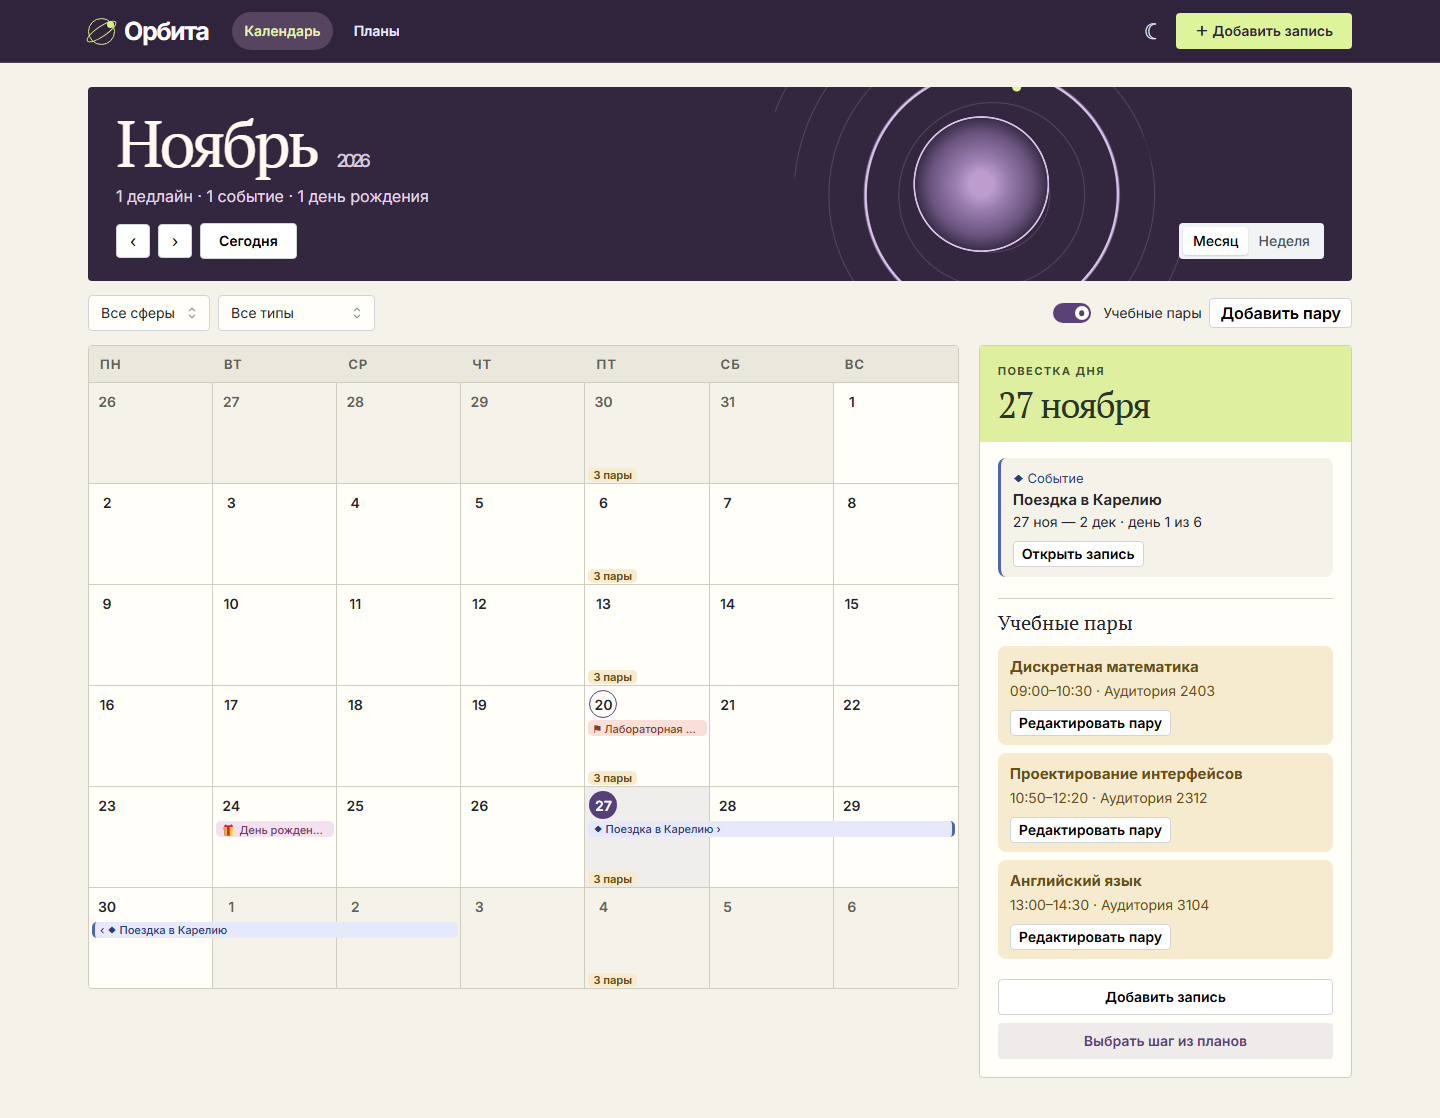 Орбита
Календарь
Планы
+ Добавить запись
Ноябрь 2026
1 дедлайн · 1 событие · 1 день рождения
‹ › Сегодня
Месяц Неделя
Все сферы
Все типы
Учебные пары
Добавить пару
ПН ВТ СР ЧТ ПТ СБ ВС
26 27 28 29 30 31 1
3 пары
2 3 4 5 6 7 8
3 пары
9 10 11 12 13 14 15
3 пары
16 17 18 19 20 21 22
Лабораторная ...
3 пары
23 24 25 26 27 28 29
День рожден...
Поездка в Карелию ›
3 пары
30 1 2 3 4 5 6
‹ Поездка в Карелию
3 пары
ПОВЕСТКА ДНЯ
27 ноября
Событие
Поездка в Карелию
27 ноя — 2 дек · день 1 из 6
Открыть запись
Учебные пары
Дискретная математика
09:00–10:30 · Аудитория 2403
Редактировать пару
Проектирование интерфейсов
10:50–12:20 · Аудитория 2312
Редактировать пару
Английский язык
13:00–14:30 · Аудитория 3104
Редактировать пару
Добавить запись
Выбрать шаг из планов